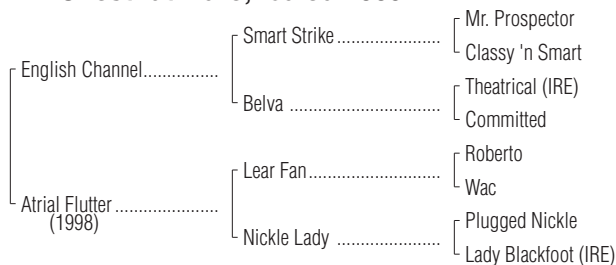 Mr. Prospector
Smart Strike
Classy 'n Smart
English Channel
Theatrical (IRE)
Belva
Committed
Roberto
Lear Fan
Wac
Atrial Flutter
(1998)
Plugged Nickle
Nickle Lady
Lady Blackfoot (IRE)